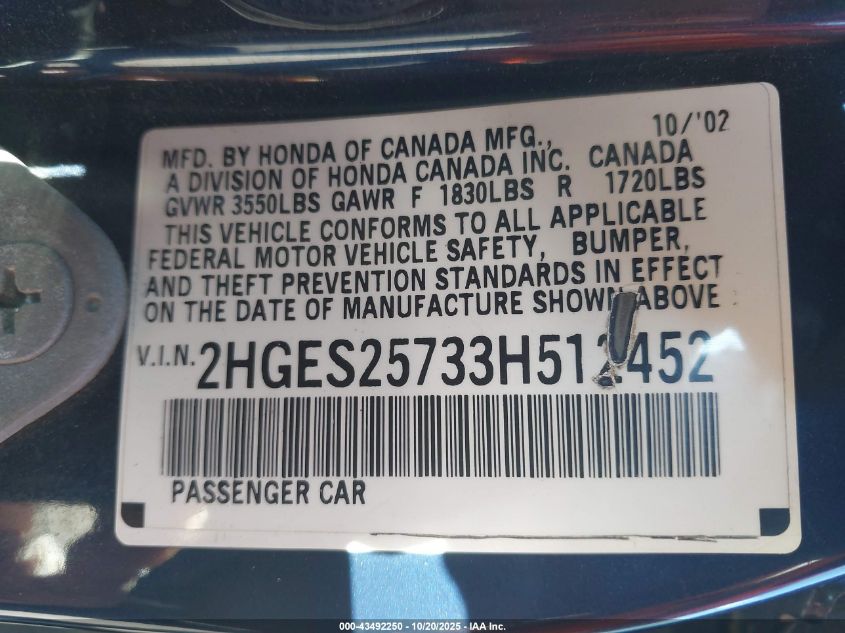 10/'02
MFD. BY HONDA OF CANADA MFG.,
A DIVISION OF HONDA CANADA INC. CANADA
GVWR 3550LBS GAWR F 1830LBS R 1720LBS
THIS VEHICLE CONFORMS TO ALL APPLICABLE
FEDERAL MOTOR VEHICLE SAFETY, BUMPER,
AND THEFT PREVENTION STANDARDS IN EFFECT
ON THE DATE OF MANUFACTURE SHOWN ABOVE
V.I.N. 2HGES25733H512452
PASSENGER CAR
000-43492250 - 10/20/2025 - IAA Inc.